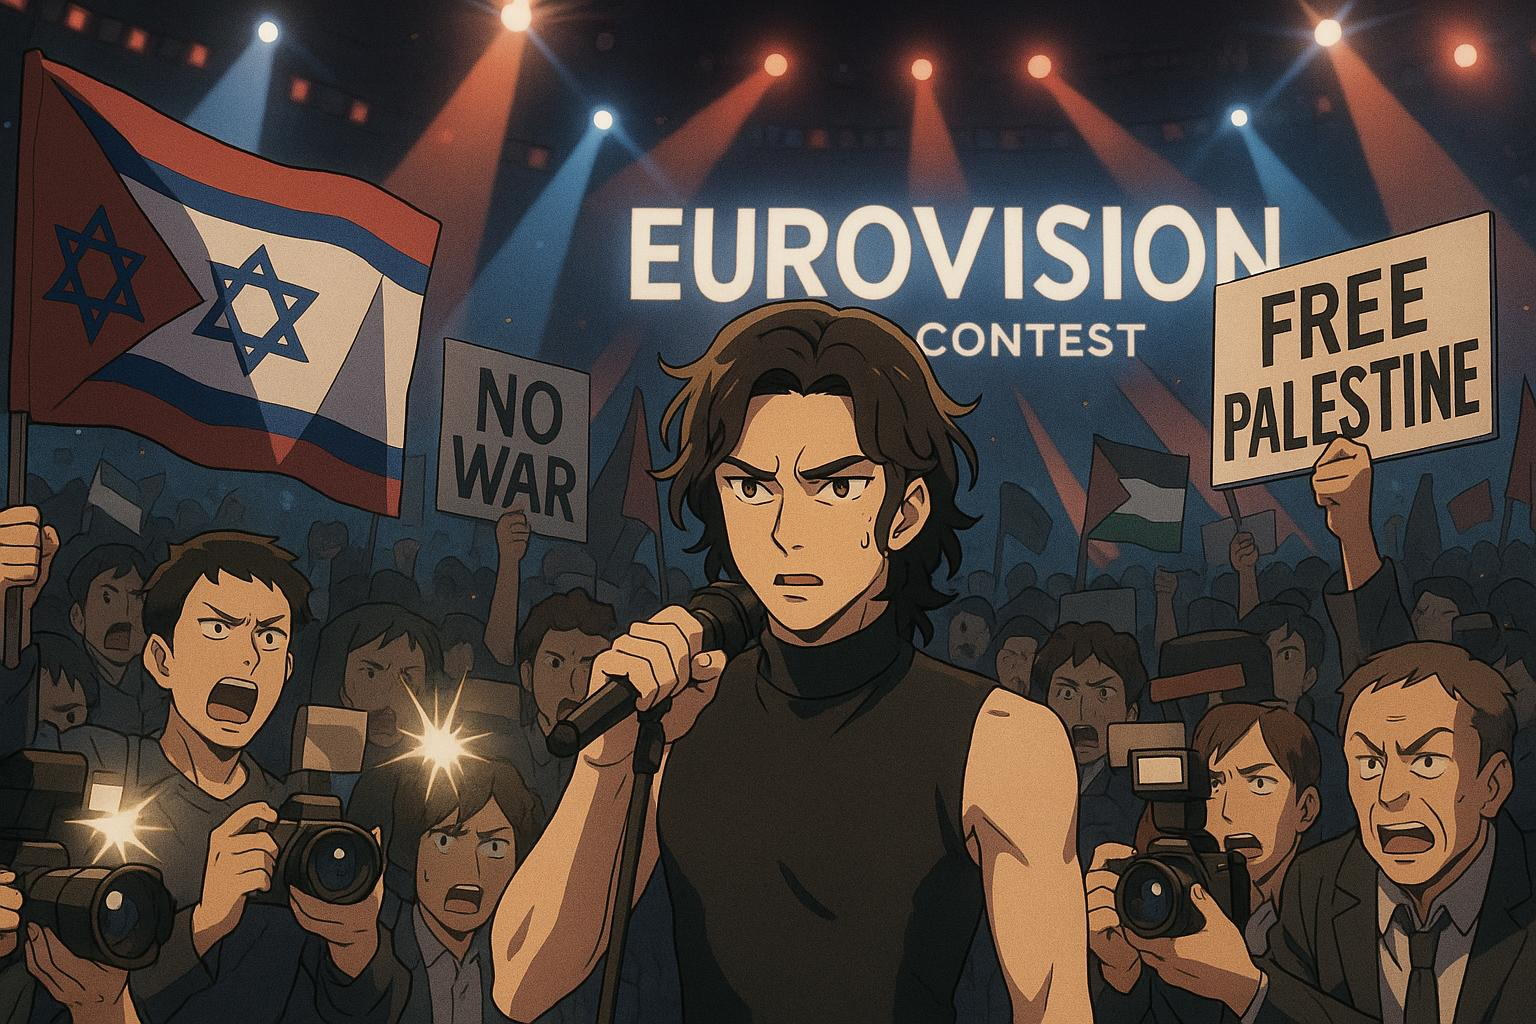 EUROVISION
CONTEST
NO
WAR
FREE
PALESTINE